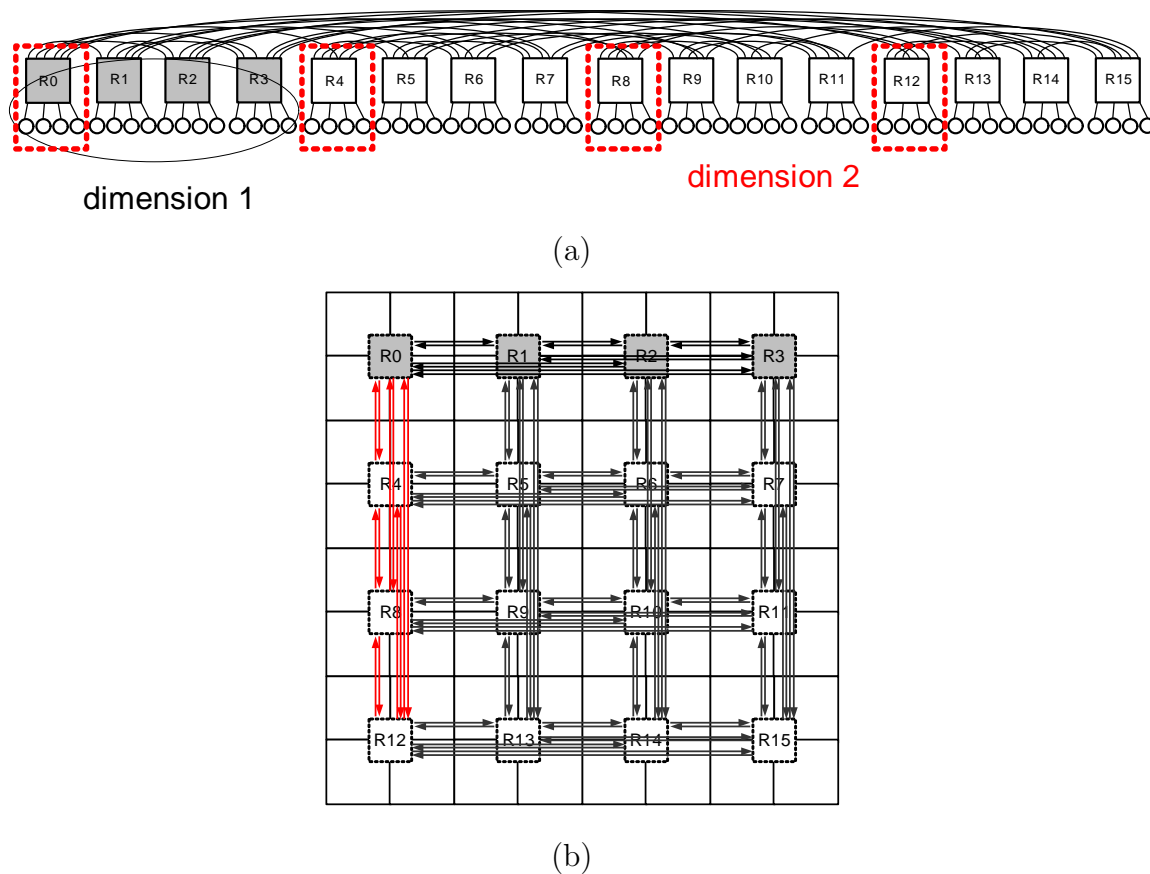 R0 R1 R2 R3 R4 R5 R6 R7 R8 R9 R10 R11 R12 R13 R14 R15
dimension 1
dimension 2
(a)
R0 R1 R2 R3
R4 R5 R6 R7
R8 R9 R10 R11
R12 R13 R14 R15
(b)